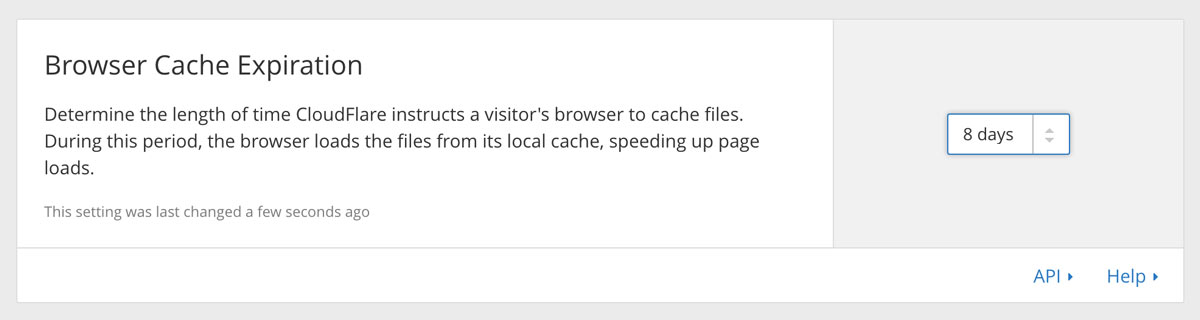 Browser Cache Expiration
Determine the length of time CloudFlare instructs a visitor's browser to cache files.
During this period, the browser loads the files from its local cache, speeding up page
loads.
This setting was last changed a few seconds ago
8 days
API
Help